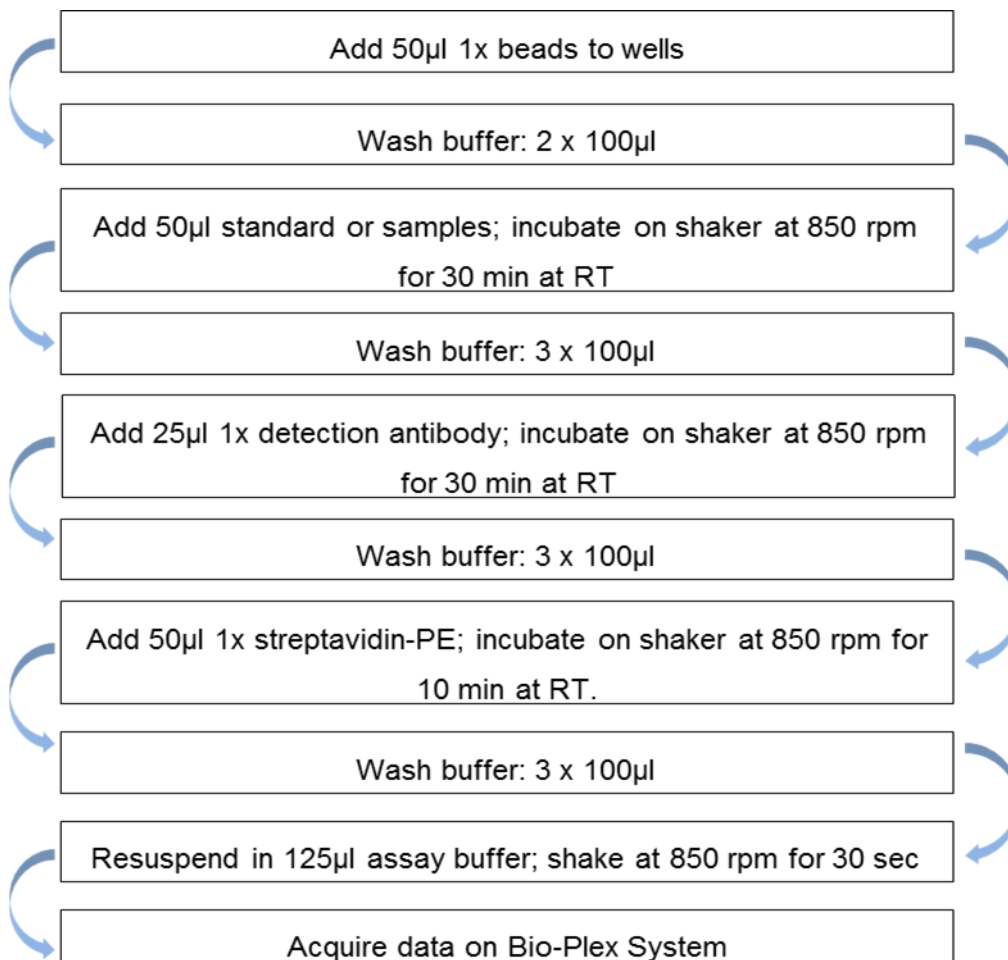 Add 50µl 1x beads to wells
Wash buffer: 2 x 100µl
Add 50µl standard or samples; incubate on shaker at 850 rpm
for 30 min at RT
Wash buffer: 3 x 100µl
Add 25µl 1x detection antibody; incubate on shaker at 850 rpm
for 30 min at RT
Wash buffer: 3 x 100µl
Add 50µl 1x streptavidin-PE; incubate on shaker at 850 rpm for
10 min at RT.
Wash buffer: 3 x 100µl
Resuspend in 125µl assay buffer; shake at 850 rpm for 30 sec
Acquire data on Bio-Plex System